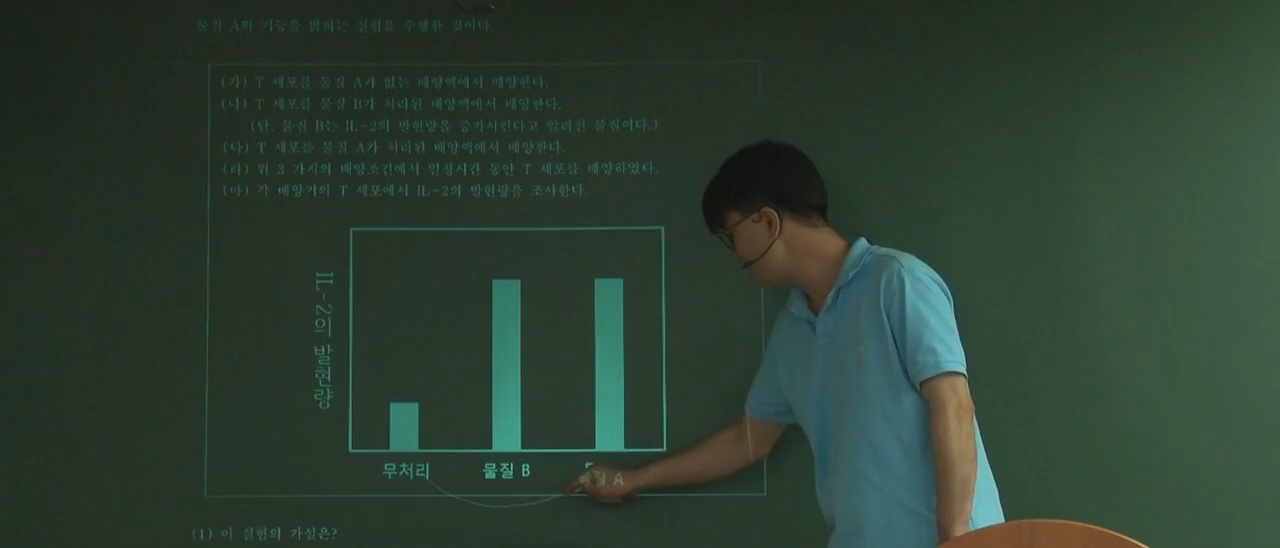 물질 A의 기능을 밝히는 실험을 수행한 것이다.
(가) T 세포를 물질 A가 없는 배양액에서 배양한다.
(나) T 세포를 물질 B가 처리된 배양액에서 배양한다.
(단, 물질 B는 IL-2의 발현량을 증가시킨다고 알려진 물질이다.)
(다) T 세포를 물질 A가 처리된 배양액에서 배양한다.
(라) 위 3 가지의 배양조건에서 일정시간 동안 T 세포를 배양하였다.
(마) 각 배양기의 T 세포에서 IL-2의 발현량을 조사한다.
IL-2의 발현량
무처리 물질 B A
(1) 이 실험의 가설은?